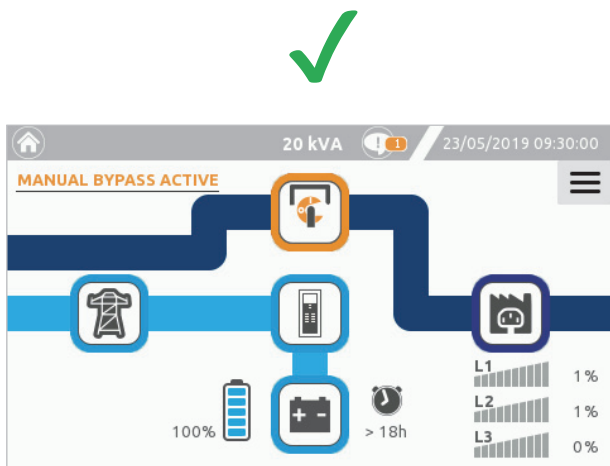 20 kVA
1
23/05/2019 09:30:00
MANUAL BYPASS ACTIVE
L1
1%
L2
1%
100%
> 18h
L3
0%